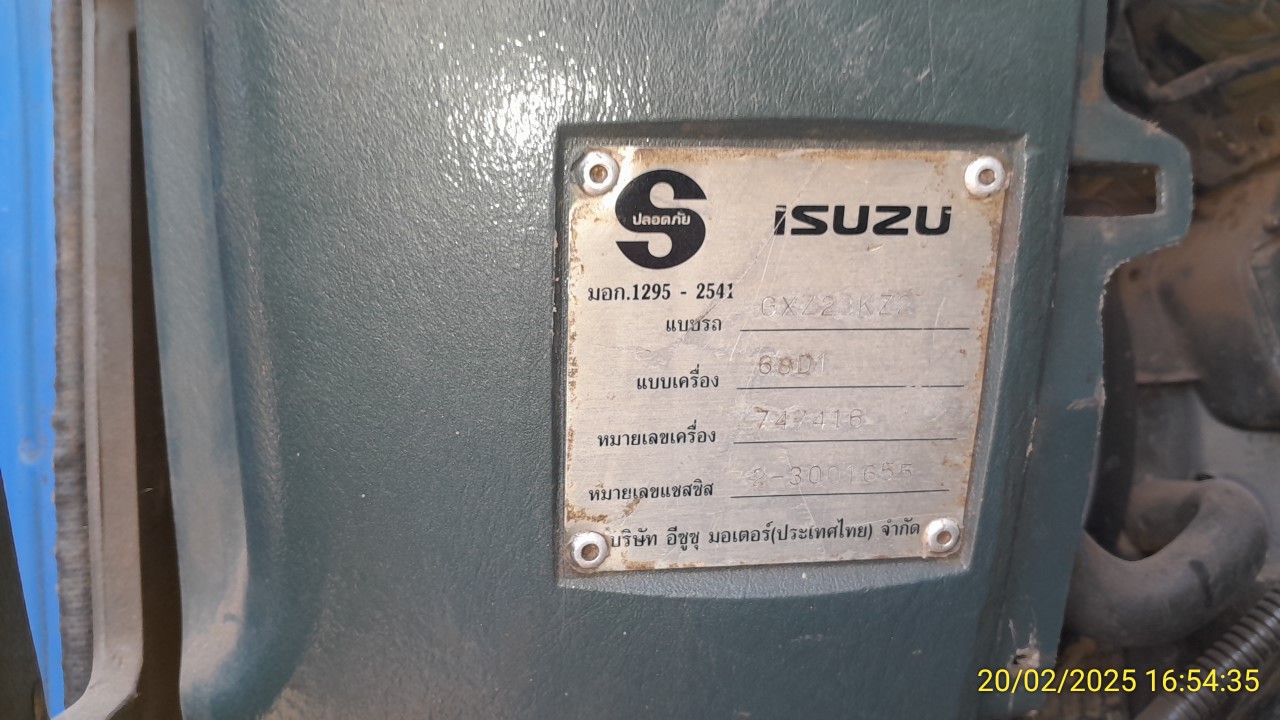 ปลอดภัย
ISUZU
มอก.1295 - 2541
แบบรถ
แบบเครื่อง
หมายเลขเครื่อง 747416
หมายเลขแชสซิส
บริษัท อีซูซุ มอเตอร์(ประเทศไทย) จำกัด
20/02/2025 16:54:35